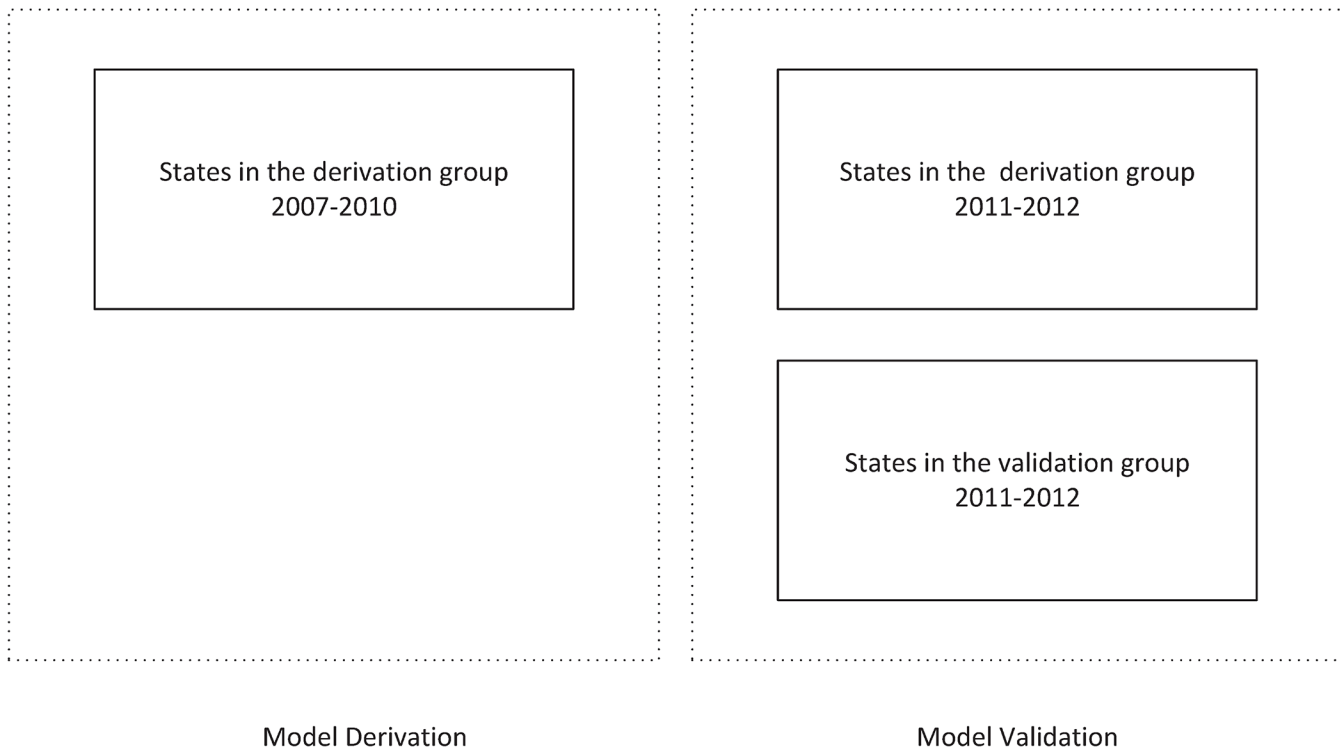 States in the derivation group
2007-2010
States in the derivation group
2011-2012
States in the validation group
2011-2012
Model Derivation
Model Validation